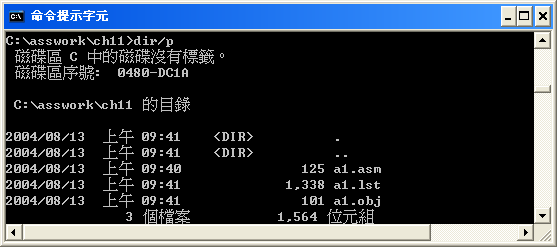 命令提示字元
C:\asswork\ch11>dir/p
磁碟區 C 中的磁碟沒有標籤。
磁碟區序號: 0480-DC1A
C:\asswork\ch11 的目錄
2004/08/13 上午 09:41 <DIR> .
2004/08/13 上午 09:41 <DIR> ..
2004/08/13 上午 09:40 125 a1.asm
2004/08/13 上午 09:41 1,338 a1.lst
2004/08/13 上午 09:41 101 a1.obj
3 個檔案 1,564 位元組